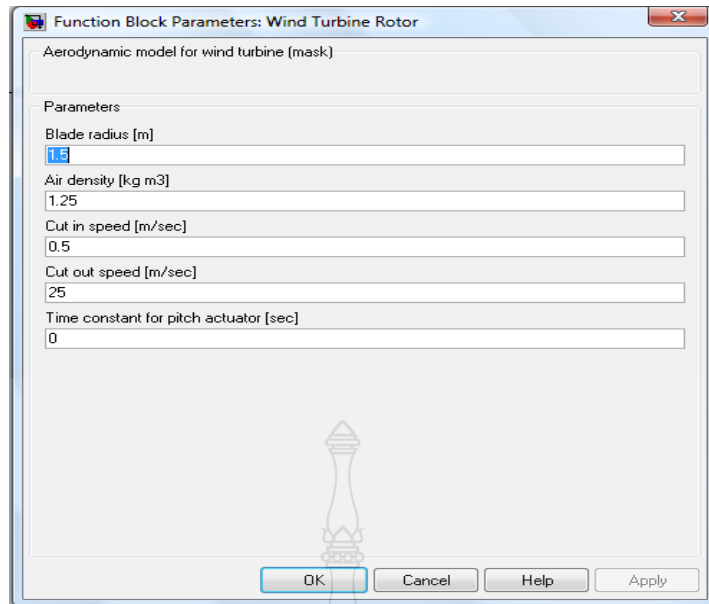 Function Block Parameters: Wind Turbine Rotor
Aerodynamic model for wind turbine (mask)
Parameters
Blade radius [m]
1.5
Air density [kg m3]
1.25
Cut in speed [m/sec]
0.5
Cut out speed [m/sec]
25
Time constant for pitch actuator [sec]
0
OK Cancel Help Apply